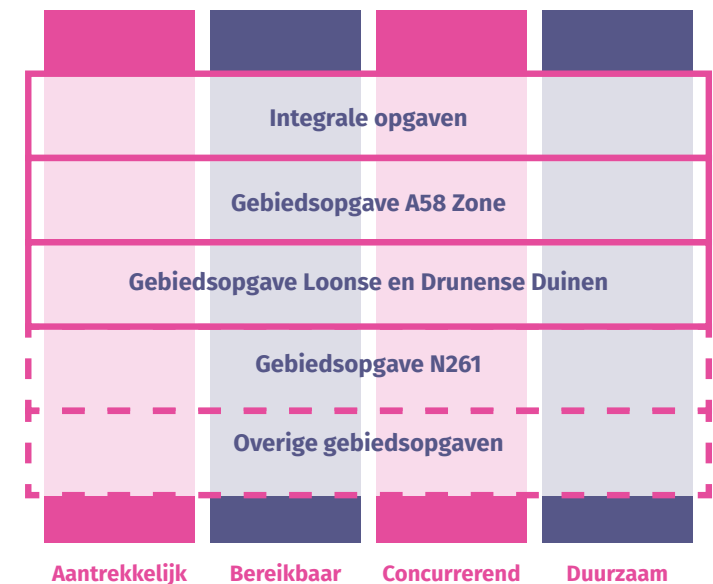 Integrale opgaven
Gebiedsopgave A58 Zone
Gebiedsopgave Loonse en Drunense Duinen
Gebiedsopgave N261
Overige gebiedsopgaven
Aantrekkelijk Bereikbaar Concurrerend Duurzaam